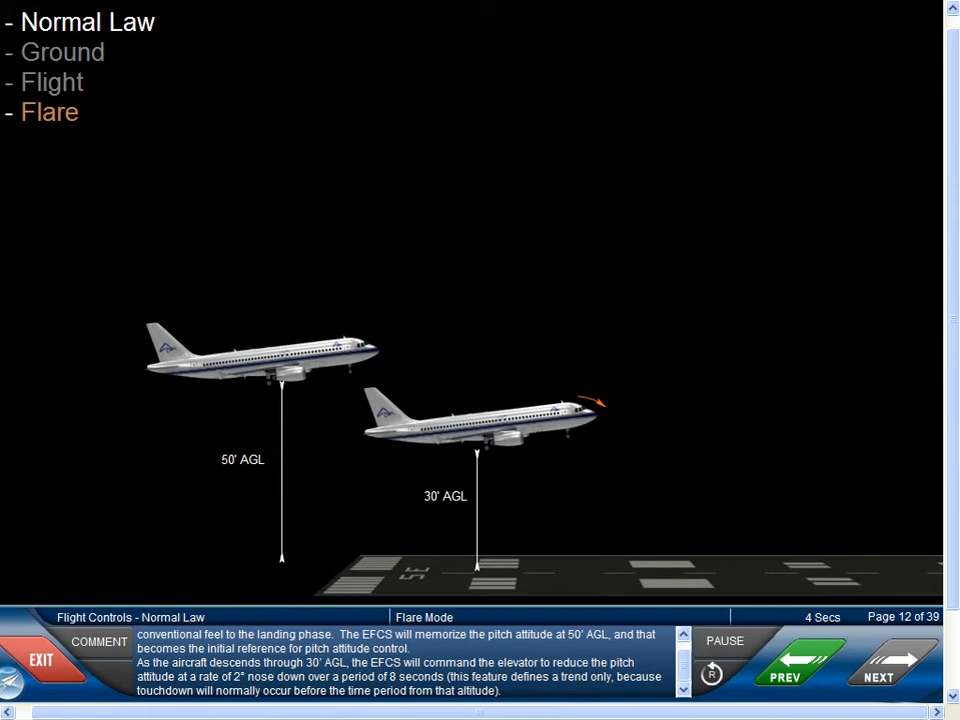 - Normal Law
- Ground
- Flight
- Flare
50' AGL
30' AGL
35
Flight Controls - Normal Law
Flare Mode
4 Secs
Page 12 of 39
EXIT
COMMENT
conventional feel to the landing phase. The EFCS will memorize the pitch attitude at 50' AGL, and that
becomes the initial reference for pitch attitude control.
As the aircraft descends through 30' AGL, the EFCS will command the elevator to reduce the pitch
attitude at a rate of 2° nose down over a period of 8 seconds (this feature defines a trend only, because
touchdown will normally occur before the time period from that altitude).
PAUSE
R
PREV
NEXT